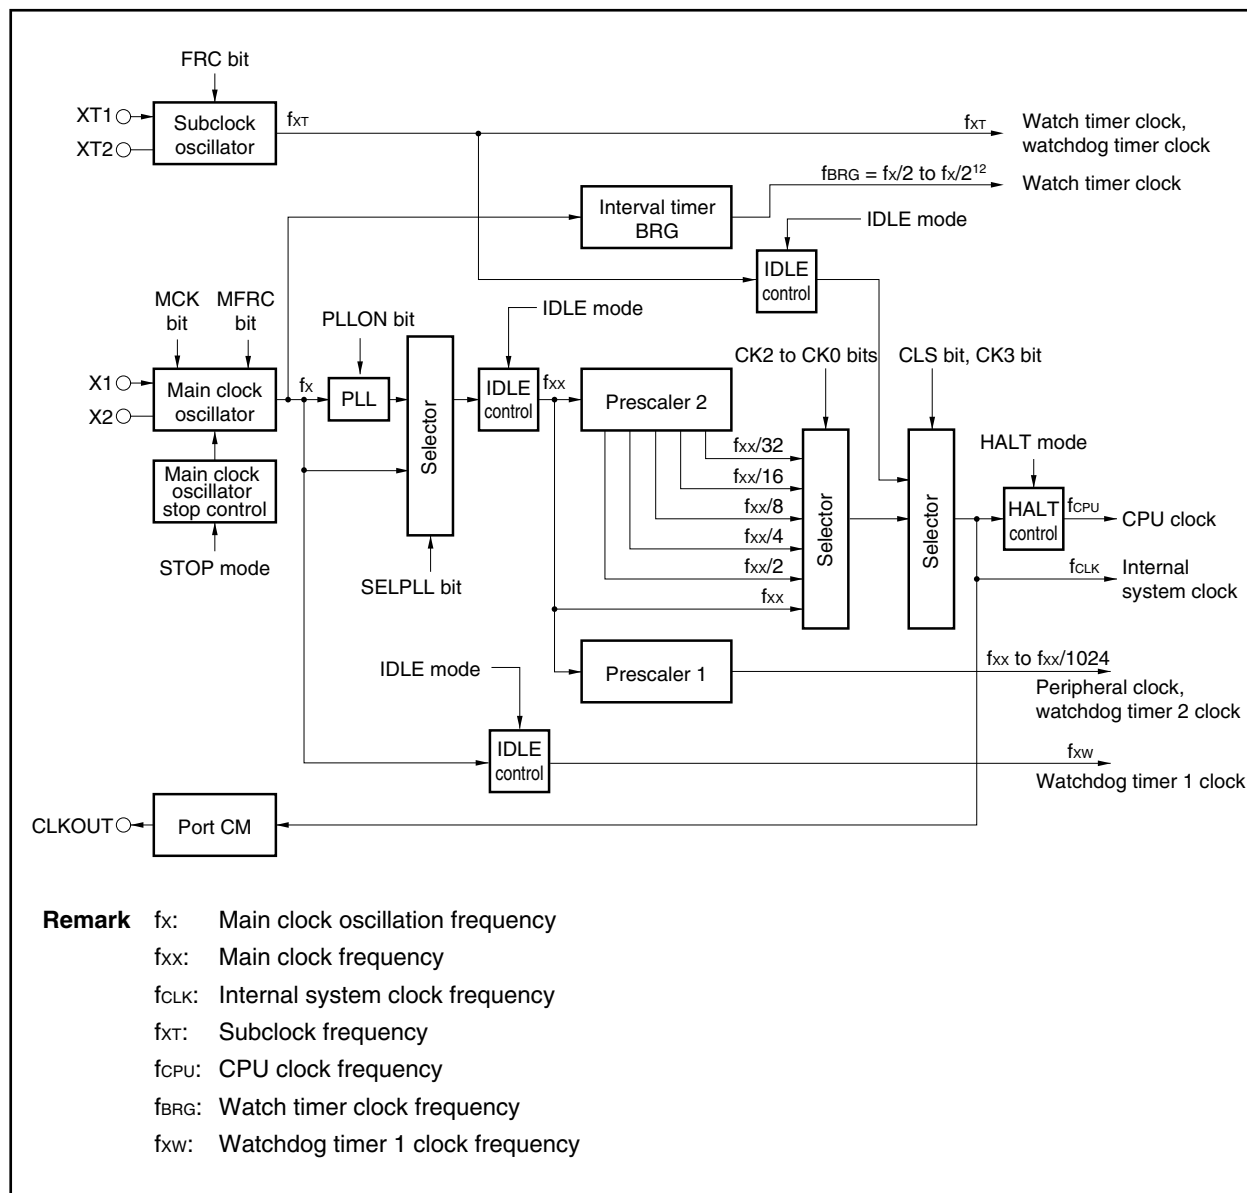 FRC bit
XT1
XT2
Subclock
oscillator
fXT
fXT
Watch timer clock,
watchdog timer clock
fBRG = fX/2 to fX/2¹²
Watch timer clock
Interval timer
BRG
IDLE mode
IDLE
control
MCK
bit
MFRC
bit
PLLON bit
IDLE mode
X1
X2
Main clock
oscillator
fX
PLL
Selector
IDLE
control
fXX
Prescaler 2
CK2 to CK0 bits
CLS bit, CK3 bit
Main clock
oscillator
stop control
STOP mode
SELPLL bit
fXX/32
fXX/16
fXX/8
fXX/4
fXX/2
fXX
Selector
Selector
HALT mode
HALT
control
fCPU
CPU clock
fCLK
Internal
system clock
IDLE mode
Prescaler 1
fXX to fXX/1024
Peripheral clock,
watchdog timer 2 clock
IDLE
control
fXW
Watchdog timer 1 clock
CLKOUT
Port CM
Remark fX: Main clock oscillation frequency
fXX: Main clock frequency
fCLK: Internal system clock frequency
fXT: Subclock frequency
fCPU: CPU clock frequency
fBRG: Watch timer clock frequency
fXW: Watchdog timer 1 clock frequency